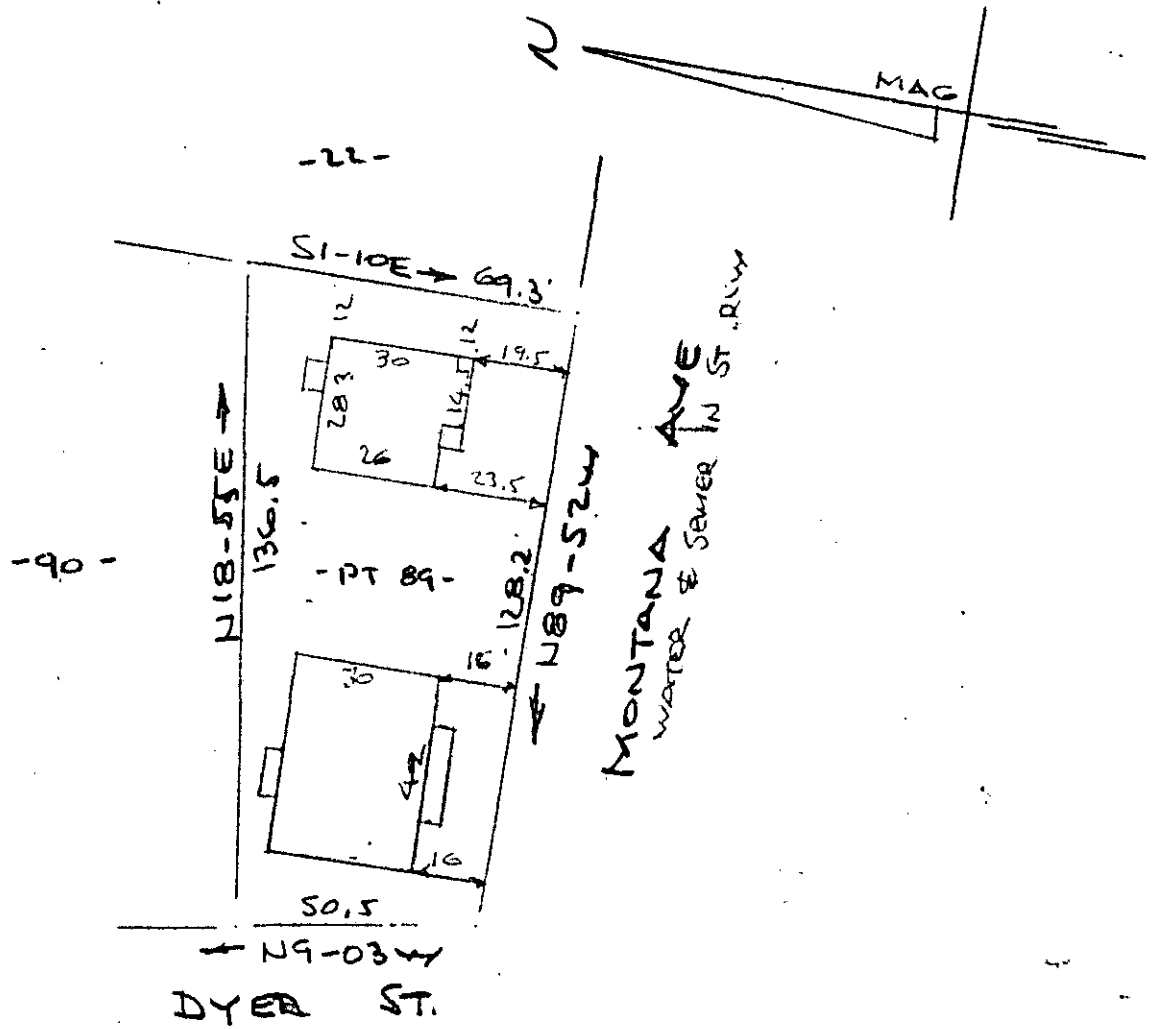 N
MAG
-22-
S1-10E → 69.3'
12
12
30
19.5
28.3
14.5
26
23.5
N18-55E →
136.5
-90-
-PT 89-
128.2'
← N89-52W
MONTANA AVE
WATER & SEWER IN ST.
30
16'
42
16
50.5
← N9-03W
DYER ST.